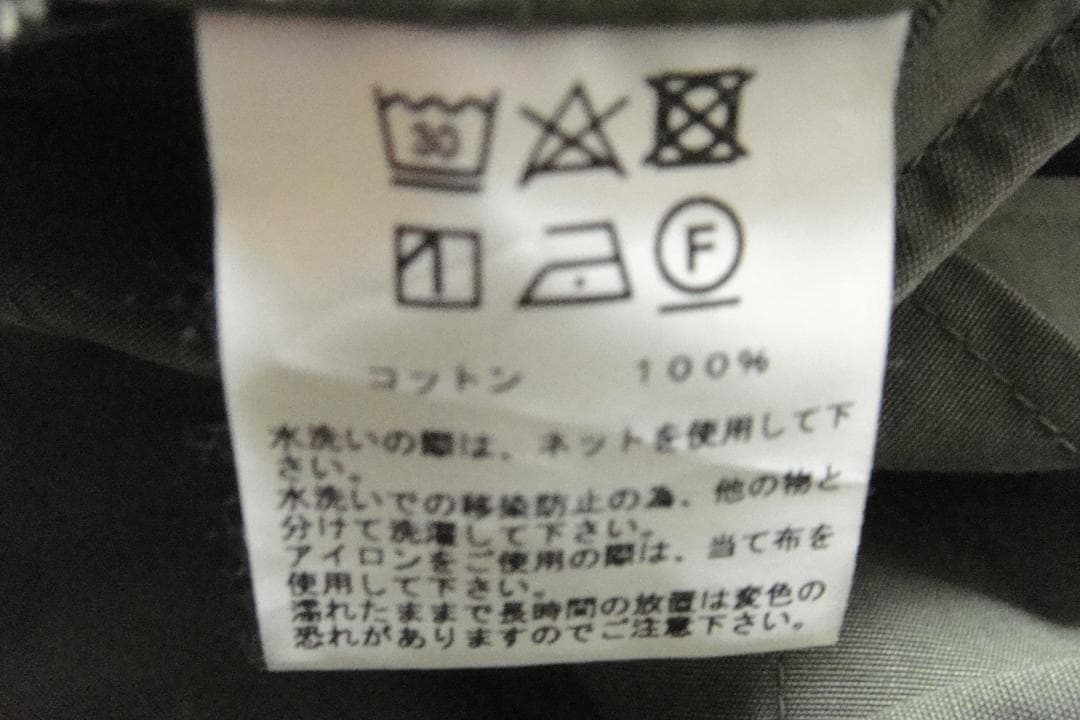 30
F
コットン 100%
水洗いの際は、ネットを使用して下
さい。
水洗いでの移染防止の為、他の物と
分けて洗濯して下さい。
アイロンをご使用の際は、当て布を
使用して下さい。
濡れたままで長時間の放置は変色の
恐れがありますのでご注意下さい。